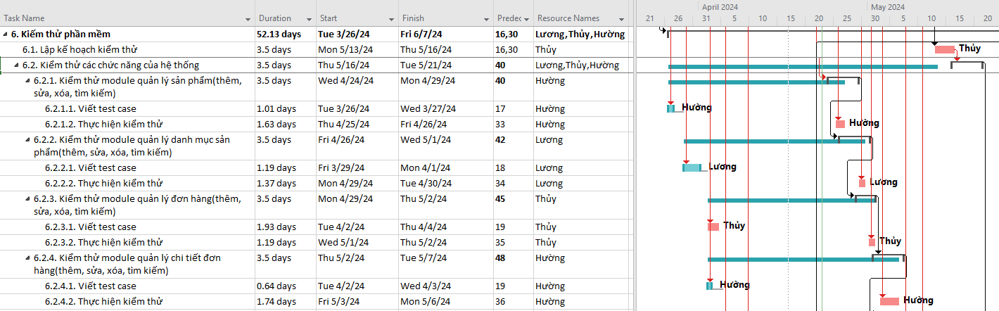 April 2024 May 2024
Task Name Duration Start Finish Predec Resource Names 21 26 31 5 10 15 20 25 30 5 10 15 20
6. Kiểm thử phần mềm 52.13 days Tue 3/26/24 Fri 6/7/24 16,30 Lương,Thủy,Hường
6.1. Lập kế hoạch kiểm thử 3.5 days Mon 5/13/24 Thu 5/16/24 16,30 Thủy Thủy
6.2. Kiểm thử các chức năng của hệ thống 3.5 days Thu 5/16/24 Tue 5/21/24 40 Lương,Thủy,Hường
6.2.1. Kiểm thử module quản lý sản phẩm(thêm, 3.5 days Wed 4/24/24 Mon 4/29/24 40 Hường
sửa, xóa, tìm kiếm)
6.2.1.1. Viết test case 1.01 days Tue 3/26/24 Wed 3/27/24 17 Hường Hường
6.2.1.2. Thực hiện kiểm thử 1.63 days Thu 4/25/24 Fri 4/26/24 33 Hường Hường
6.2.2. Kiểm thử module quản lý danh mục sản 3.5 days Fri 4/26/24 Wed 5/1/24 42 Lương
phẩm(thêm, sửa, xóa, tìm kiếm)
6.2.2.1. Viết test case 1.19 days Fri 3/29/24 Mon 4/1/24 18 Lương Lương
6.2.2.2. Thực hiện kiểm thử 1.37 days Mon 4/29/24 Tue 4/30/24 34 Lương Lương
6.2.3. Kiểm thử module quản lý đơn hàng(thêm, 3.5 days Mon 4/29/24 Thu 5/2/24 45 Thủy
sửa, xóa, tìm kiếm)
6.2.3.1. Viết test case 1.93 days Tue 4/2/24 Thu 4/4/24 19 Thủy Thủy
6.2.3.2. Thực hiện kiểm thử 1.19 days Wed 5/1/24 Thu 5/2/24 35 Thủy Thủy
6.2.4. Kiểm thử module quản lý chi tiết đơn 3.5 days Thu 5/2/24 Tue 5/7/24 48 Hường
hàng(thêm, sửa, xóa, tìm kiếm)
6.2.4.1. Viết test case 0.64 days Tue 4/2/24 Wed 4/3/24 19 Hường Hường
6.2.4.2. Thực hiện kiểm thử 1.74 days Fri 5/3/24 Mon 5/6/24 36 Hường Hường